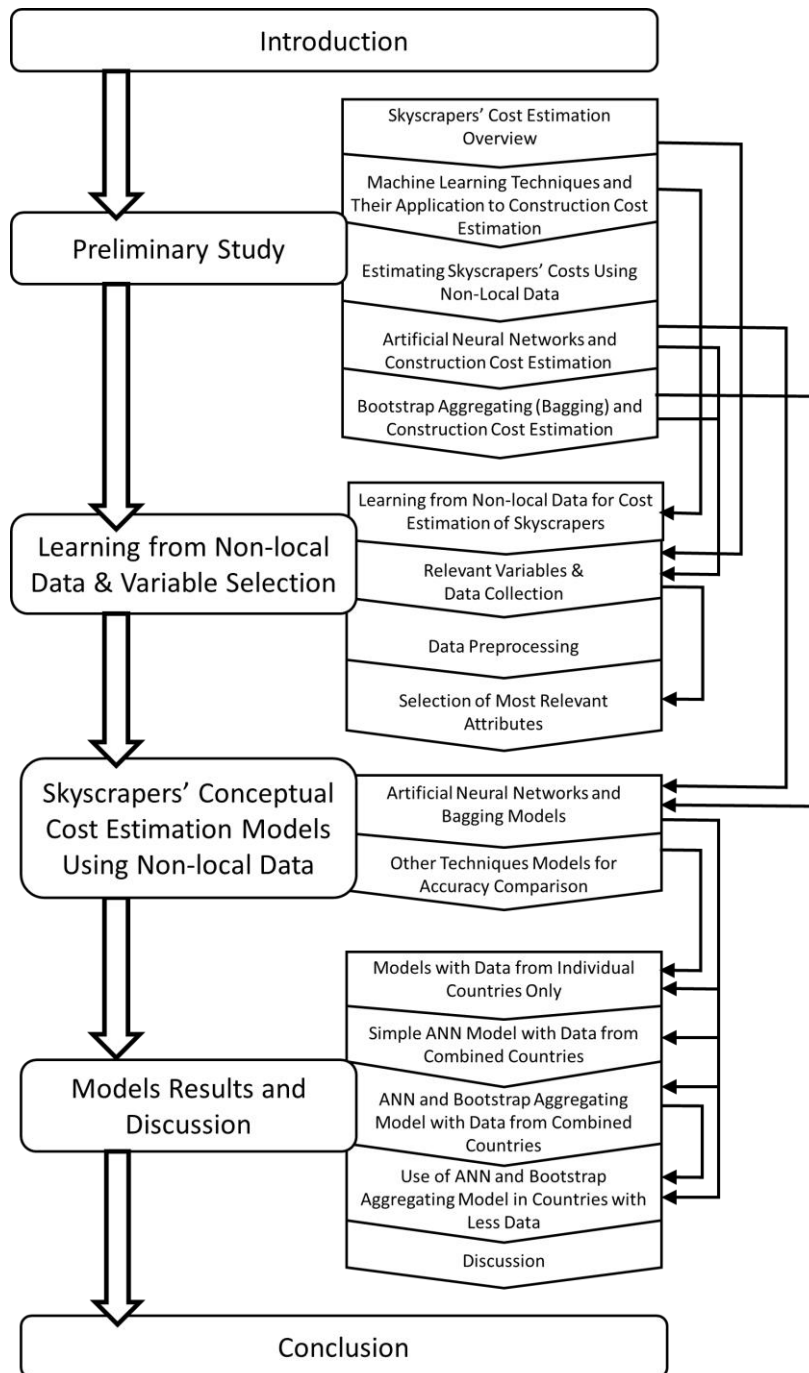 Introduction
Skyscrapers’ Cost Estimation
Overview
Machine Learning Techniques and
Their Application to Construction Cost
Estimation
Preliminary Study
Estimating Skyscrapers’ Costs Using
Non-Local Data
Artificial Neural Networks and
Construction Cost Estimation
Bootstrap Aggregating (Bagging) and
Construction Cost Estimation
Learning from Non-local
Data & Variable Selection
Learning from Non-local Data for Cost
Estimation of Skyscrapers
Relevant Variables &
Data Collection
Data Preprocessing
Selection of Most Relevant
Attributes
Skyscrapers’ Conceptual
Cost Estimation Models
Using Non-local Data
Artificial Neural Networks and
Bagging Models
Other Techniques Models for
Accuracy Comparison
Models with Data from Individual
Countries Only
Simple ANN Model with Data from
Combined Countries
Models Results and
Discussion
ANN and Bootstrap Aggregating
Model with Data from Combined
Countries
Use of ANN and Bootstrap
Aggregating Model in Countries with
Less Data
Discussion
Conclusion